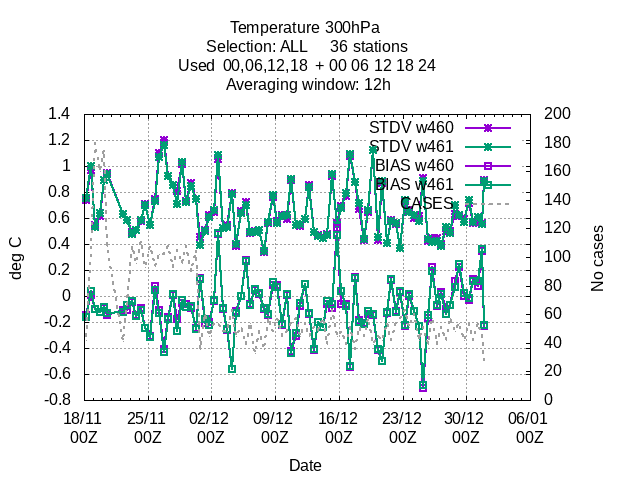 Temperature 300hPa
Selection: ALL     36 stations
Used  00,06,12,18  + 00 06 12 18 24
Averaging window: 12h
STDV w460
STDV w461
BIAS w460
BIAS w461
CASES
1.4
1.2
1
0.8
0.6
0.4
0.2
0
-0.2
-0.4
-0.6
-0.8
deg C
200
180
160
140
120
100
80
60
40
20
0
No cases
18/11 25/11 02/12 09/12 16/12 23/12 30/12 06/01
00Z 00Z 00Z 00Z 00Z 00Z 00Z 00Z
Date